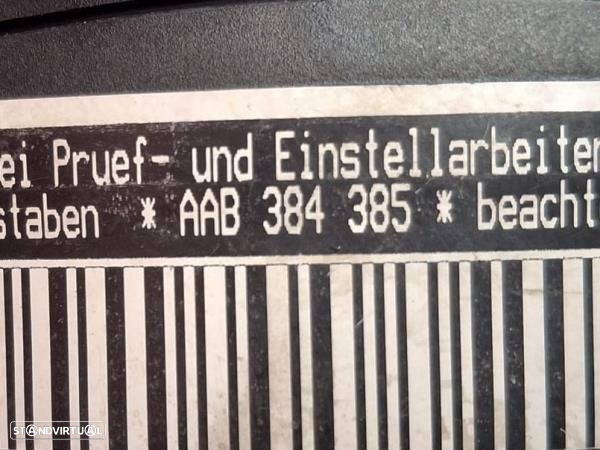 ei Pruef- und Einstellarbeiten
staben * AAB 384 385 * beacht
STANDVIRTUAL